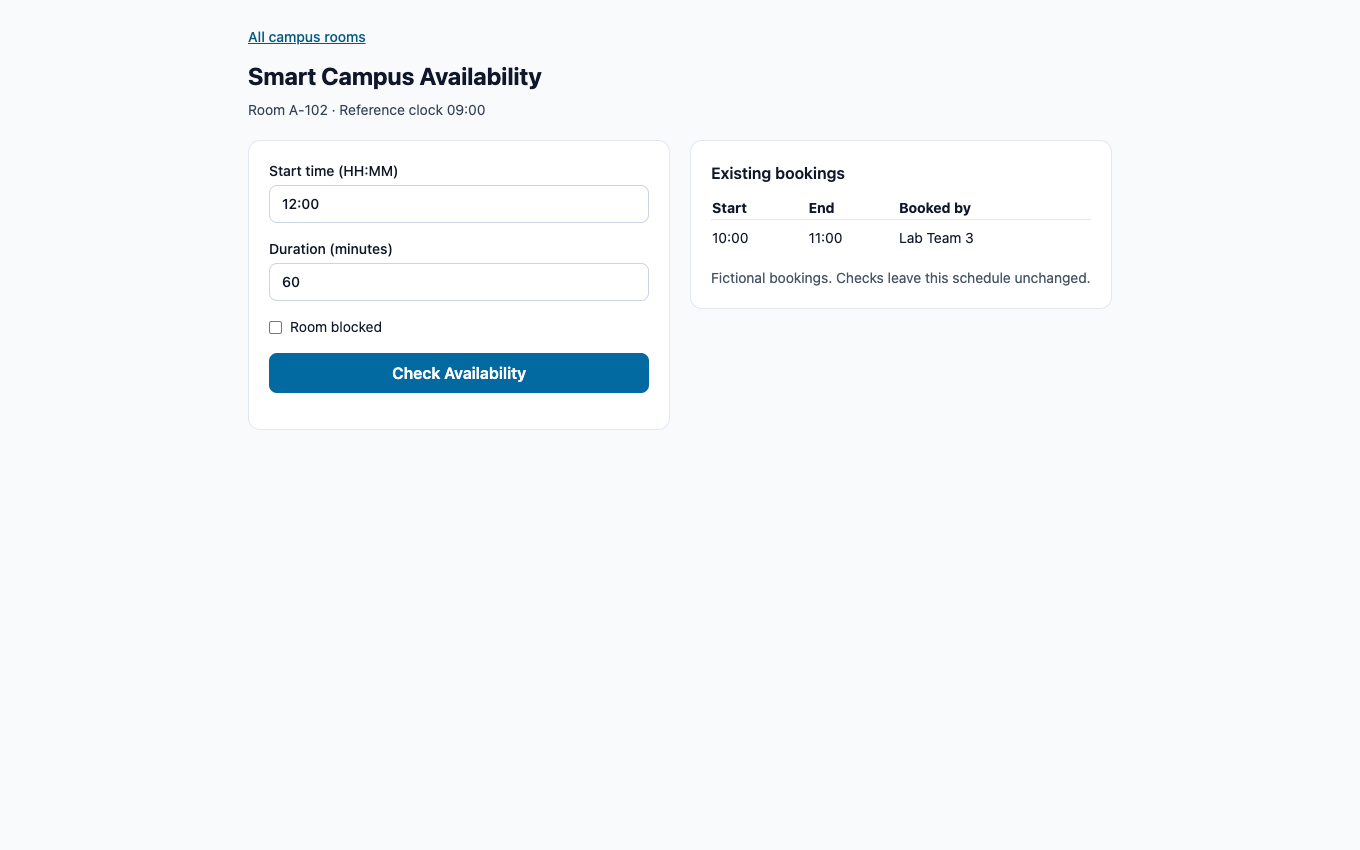 All campus rooms
Smart Campus Availability
Room A-102 · Reference clock 09:00
Start time (HH:MM)
12:00
Duration (minutes)
60
Room blocked
Check Availability
Existing bookings
Start End Booked by
10:00 11:00 Lab Team 3
Fictional bookings. Checks leave this schedule unchanged.